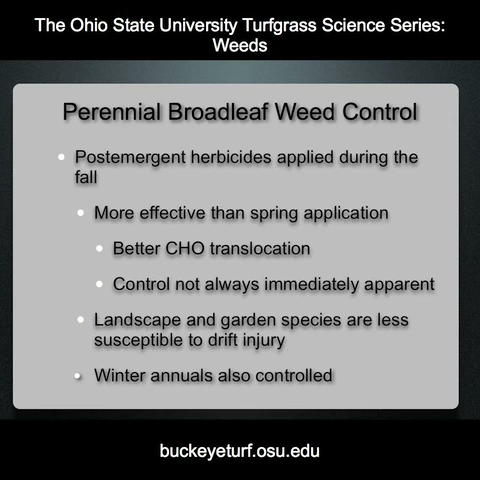 The Ohio State University Turfgrass Science Series:
Weeds
Perennial Broadleaf Weed Control
Postemergent herbicides applied during the
fall
More effective than spring application
Better CHO translocation
Control not always immediately apparent
Landscape and garden species are less
susceptible to drift injury
Winter annuals also controlled
buckeyeturf.osu.edu